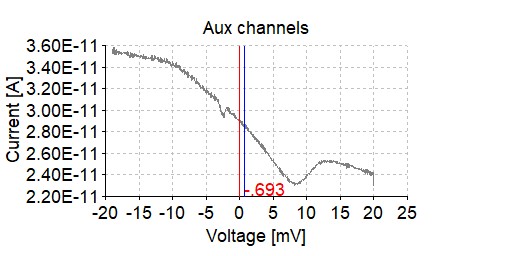 Aux channels
3.60E-11
3.40E-11
3.20E-11
3.00E-11
2.80E-11
2.60E-11
2.40E-11
2.20E-11
Current [A]
-.693
-20 -15 -10 -5 0 5 10 15 20 25
Voltage [mV]